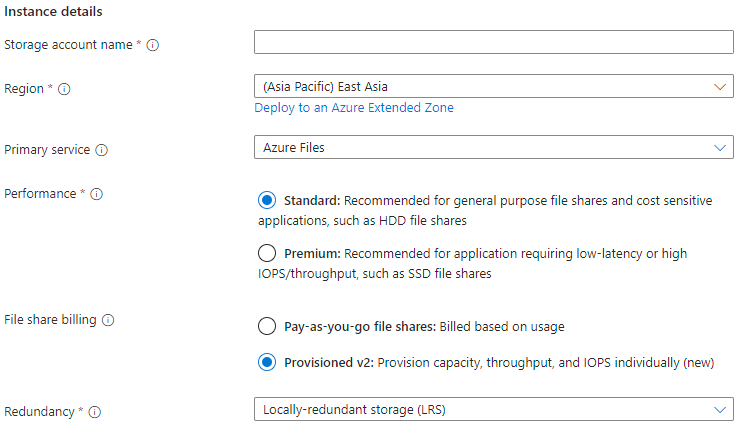 Instance details
Storage account name *
Region *
(Asia Pacific) East Asia
Deploy to an Azure Extended Zone
Primary service
Azure Files
Performance *
Standard: Recommended for general purpose file shares and cost sensitive
applications, such as HDD file shares
Premium: Recommended for application requiring low-latency or high
IOPS/throughput, such as SSD file shares
File share billing
Pay-as-you-go file shares: Billed based on usage
Provisioned v2: Provision capacity, throughput, and IOPS individually (new)
Redundancy *
Locally-redundant storage (LRS)